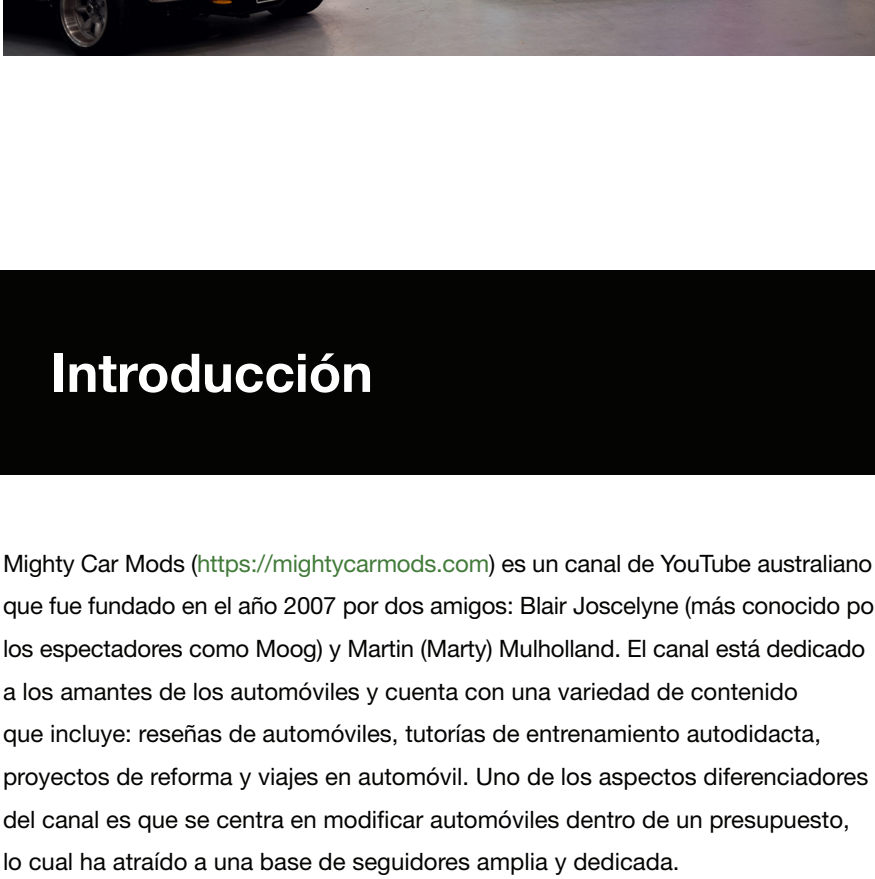 Introducción
Mighty Car Mods (https://mightycarmods.com) es un canal de YouTube australiano
que fue fundado en el año 2007 por dos amigos: Blair Joscelyne (más conocido po
los espectadores como Moog) y Martin (Marty) Mulholland. El canal está dedicado
a los amantes de los automóviles y cuenta con una variedad de contenido
que incluye: reseñas de automóviles, tutorías de entrenamiento autodidacta,
proyectos de reforma y viajes en automóvil. Uno de los aspectos diferenciadores
del canal es que se centra en modificar automóviles dentro de un presupuesto,
lo cual ha atraído a una base de seguidores amplia y dedicada.